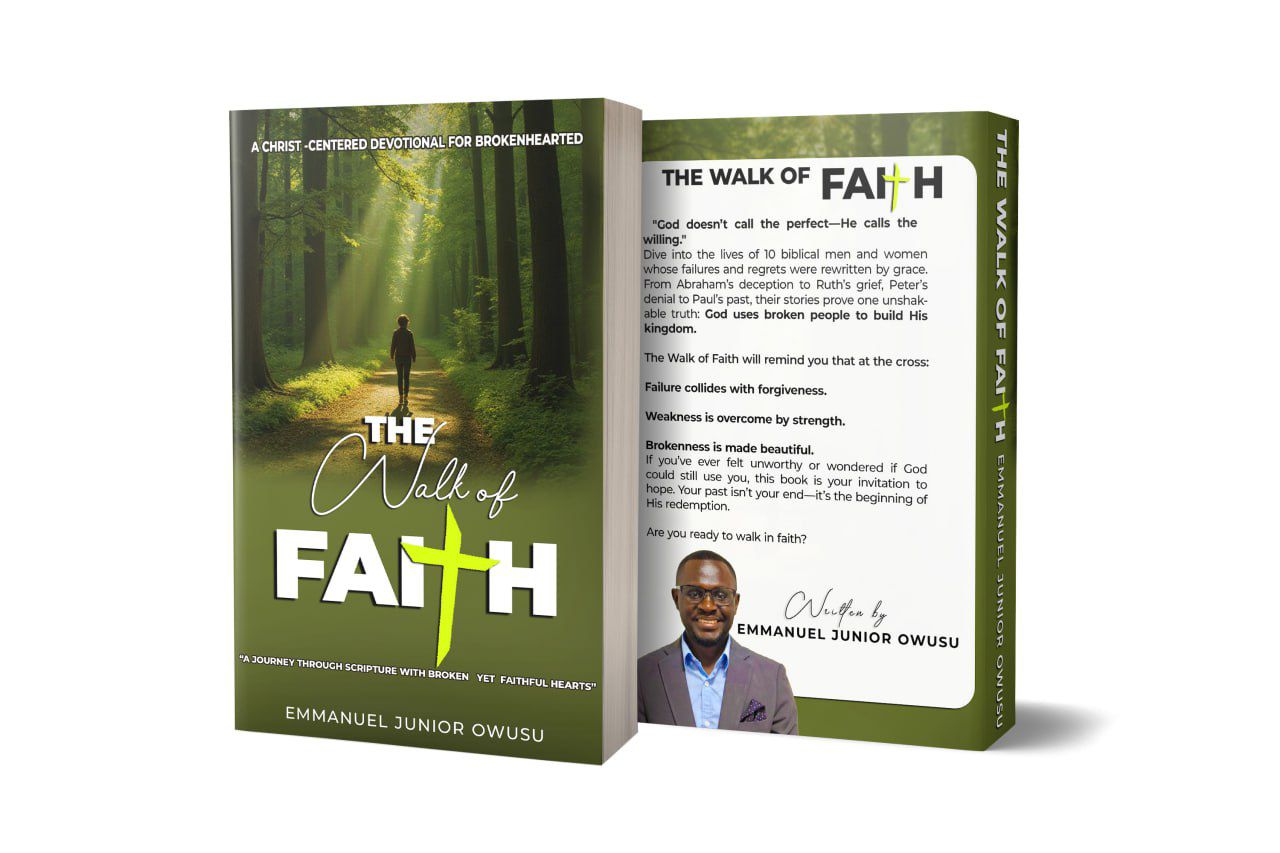 A CHRIST -CENTERED DEVOTIONAL FOR BROKENHEARTED
THE
Walk of
FAITH
"A JOURNEY THROUGH SCRIPTURE WITH BROKEN YET FAITHFUL HEARTS"
EMMANUEL JUNIOR OWUSU
THE WALK OF FAITH
"God doesn't call the perfect—He calls the
willing."
Dive into the lives of 10 biblical men and women
whose failures and regrets were rewritten by grace.
From Abraham's deception to Ruth's grief, Peter's
denial to Paul's past, their stories prove one unshak-
able truth: God uses broken people to build His
kingdom.
The Walk of Faith will remind you that at the cross:
Failure collides with forgiveness.
Weakness is overcome by strength.
Brokenness is made beautiful.
If you've ever felt unworthy or wondered if God
could still use you, this book is your invitation to
hope. Your past isn't your end—it's the beginning of
His redemption.
Are you ready to walk in faith?
Written by
EMMANUEL JUNIOR OWUSU
THE WALK OF FAITH EMMANUEL JUNIOR OWUSU